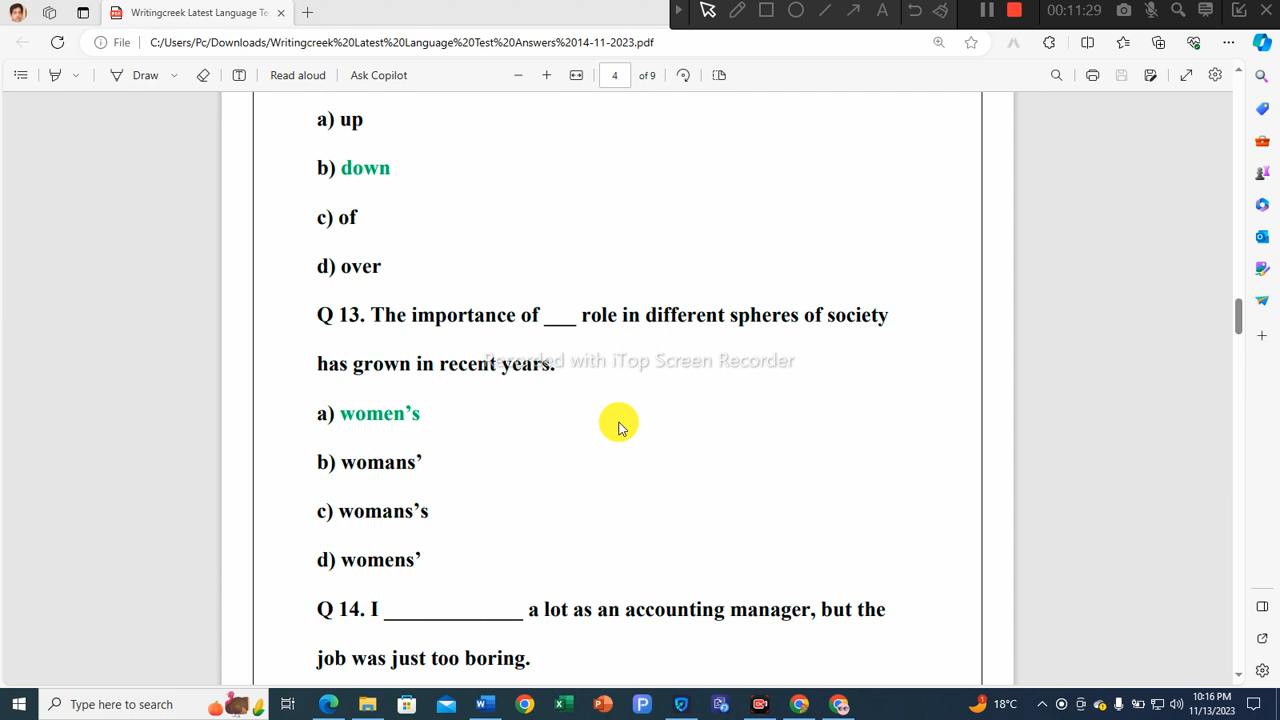 Writingcreek Latest Language Te
00:11:29
File
C:/Users/Pc/Downloads/Writingcreek%20Latest%20Language%20Test%20Answers%2014-11-2023.pdf
Draw
Read aloud
Ask Copilot
4
of 9
a) up
b) down
c) of
d) over
Q 13. The importance of ___ role in different spheres of society
has grown in recent years.
Recorded with iTop Screen Recorder
a) women’s
b) womans’
c) womans’s
d) womens’
Q 14. I _____________ a lot as an accounting manager, but the
job was just too boring.
Type here to search
18°C
10:16 PM
11/13/2023